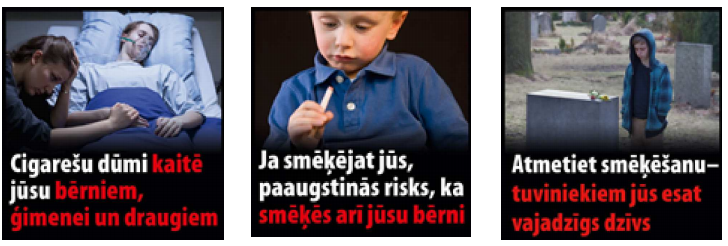 Cigarešu dūmi kaitē
jūsu bērniem,
ģimenei un draugiem
Ja smēķējat jūs,
paaugstinās risks, ka
smēķēs arī jūsu bērni
Atmetiet smēķēšanu–
tuviniekiem jūs esat
vajadzīgs dzīvs